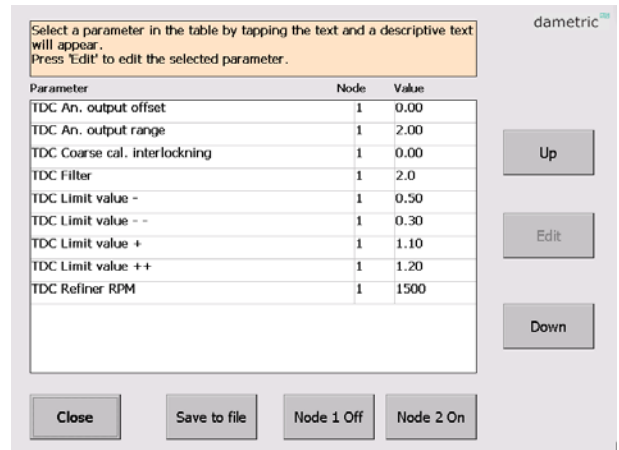 Select a parameter in the table by tapping the text and a descriptive text
will appear.
Press 'Edit' to edit the selected parameter.
dametric
Parameter Node Value
TDC An. output offset 1 0.00
TDC An. output range 1 2.00
TDC Coarse cal. interlockning 1 0.00
TDC Filter 1 2.0
TDC Limit value - 1 0.50
TDC Limit value - - 1 0.30
TDC Limit value + 1 1.10
TDC Limit value ++ 1 1.20
TDC Refiner RPM 1 1500
Up
Edit
Down
Close Save to file Node 1 Off Node 2 On